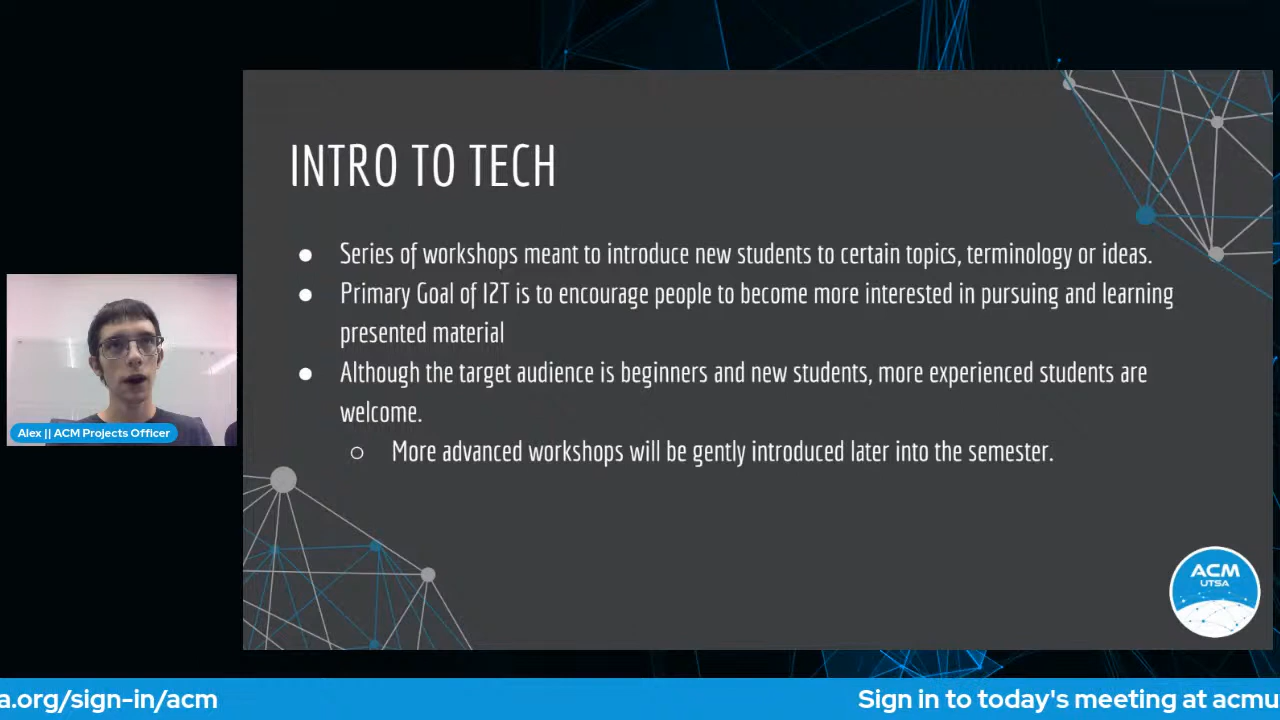 INTRO TO TECH
● Series of workshops meant to introduce new students to certain topics, terminology or ideas.
● Primary Goal of I2T is to encourage people to become more interested in pursuing and learning
presented material
● Although the target audience is beginners and new students, more experienced students are
welcome.
○ More advanced workshops will be gently introduced later into the semester.
Alex || ACM Projects Officer
ACM
UTSA
a.org/sign-in/acm
Sign in to today's meeting at acmu